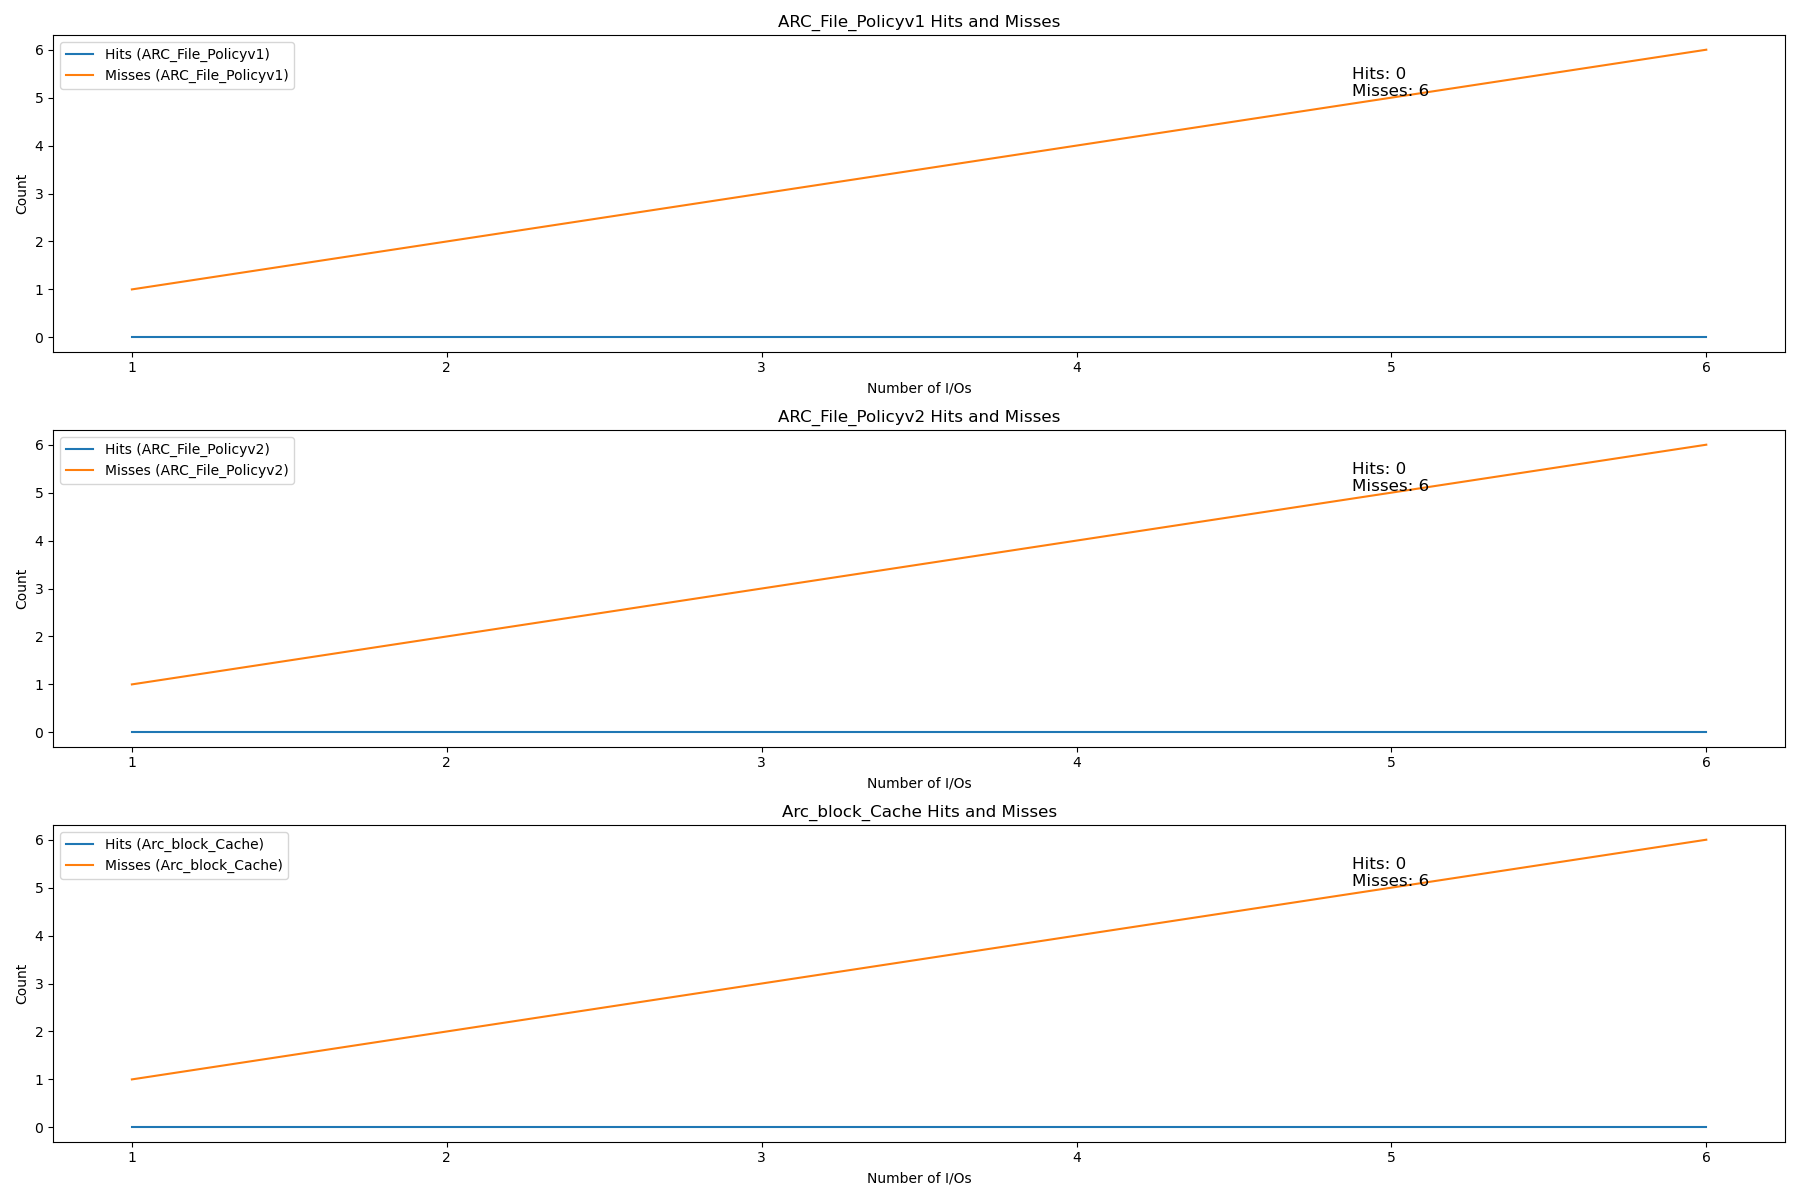 ARC_File_Policyv1 Hits and Misses
Hits (ARC_File_Policyv1)
Misses (ARC_File_Policyv1)
Hits: 0
Misses: 6
Count
6
5
4
3
2
1
0
1 2 3 4 5 6
Number of I/Os
ARC_File_Policyv2 Hits and Misses
Hits (ARC_File_Policyv2)
Misses (ARC_File_Policyv2)
Hits: 0
Misses: 6
Count
6
5
4
3
2
1
0
1 2 3 4 5 6
Number of I/Os
Arc_block_Cache Hits and Misses
Hits (Arc_block_Cache)
Misses (Arc_block_Cache)
Hits: 0
Misses: 6
Count
6
5
4
3
2
1
0
1 2 3 4 5 6
Number of I/Os